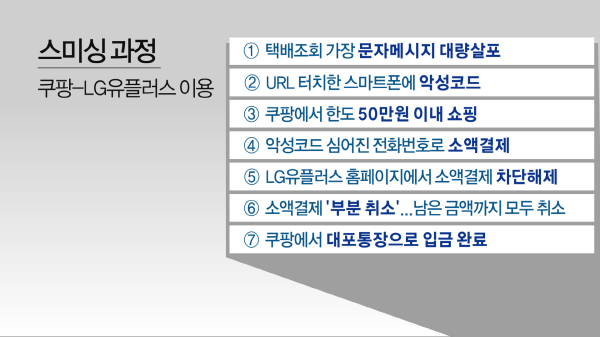 스미싱 과정
쿠팡-LG유플러스 이용
① 택배조회 가장 문자메시지 대량살포
② URL 터치한 스마트폰에 악성코드
③ 쿠팡에서 한도 50만원 이내 쇼핑
④ 악성코드 심어진 전화번호로 소액결제
⑤ LG유플러스 홈페이지에서 소액결제 차단해제
⑥ 소액결제 '부분 취소'...남은 금액까지 모두 취소
⑦ 쿠팡에서 대포통장으로 입금 완료